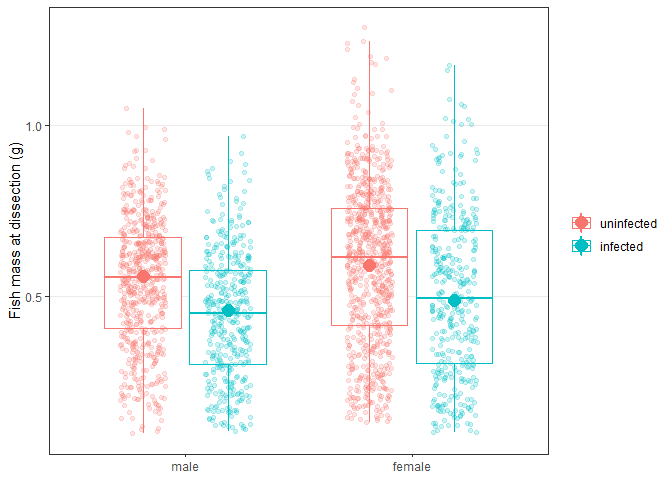 Fish mass at dissection (g)
1.0
0.5
male
female
uninfected
infected